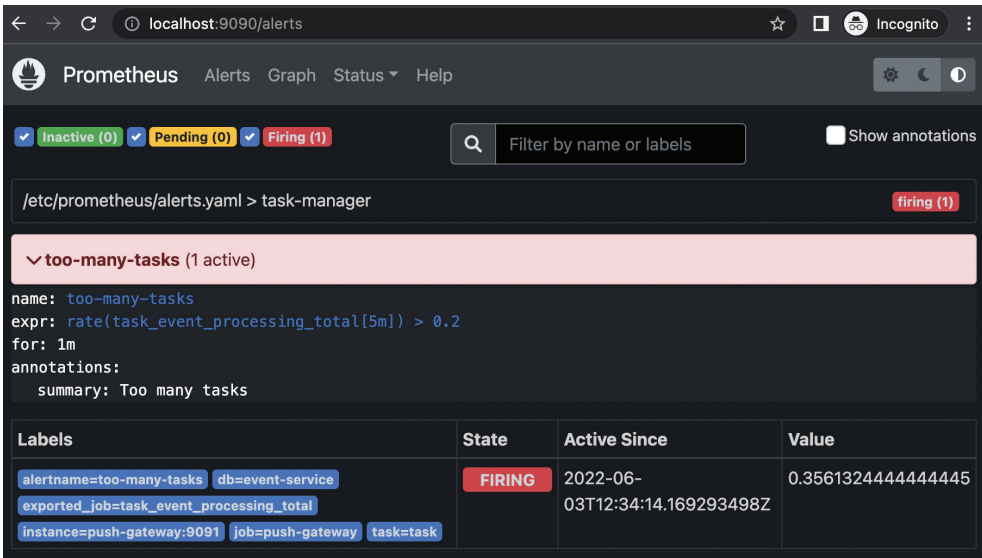 localhost:9090/alerts Incognito
Prometheus Alerts Graph Status Help
Inactive (0) Pending (0) Firing (1) Filter by name or labels Show annotations
/etc/prometheus/alerts.yaml > task-manager firing (1)
too-many-tasks (1 active)
name: too-many-tasks
expr: rate(task_event_processing_total[5m]) > 0.2
for: 1m
annotations:
summary: Too many tasks
Labels State Active Since Value
alertname=too-many-tasks db=event-service FIRING 2022-06- 0.3561324444444445
exported_job=task_event_processing_total 03T12:34:14.169293498Z
instance=push-gateway:9091 job=push-gateway task=task